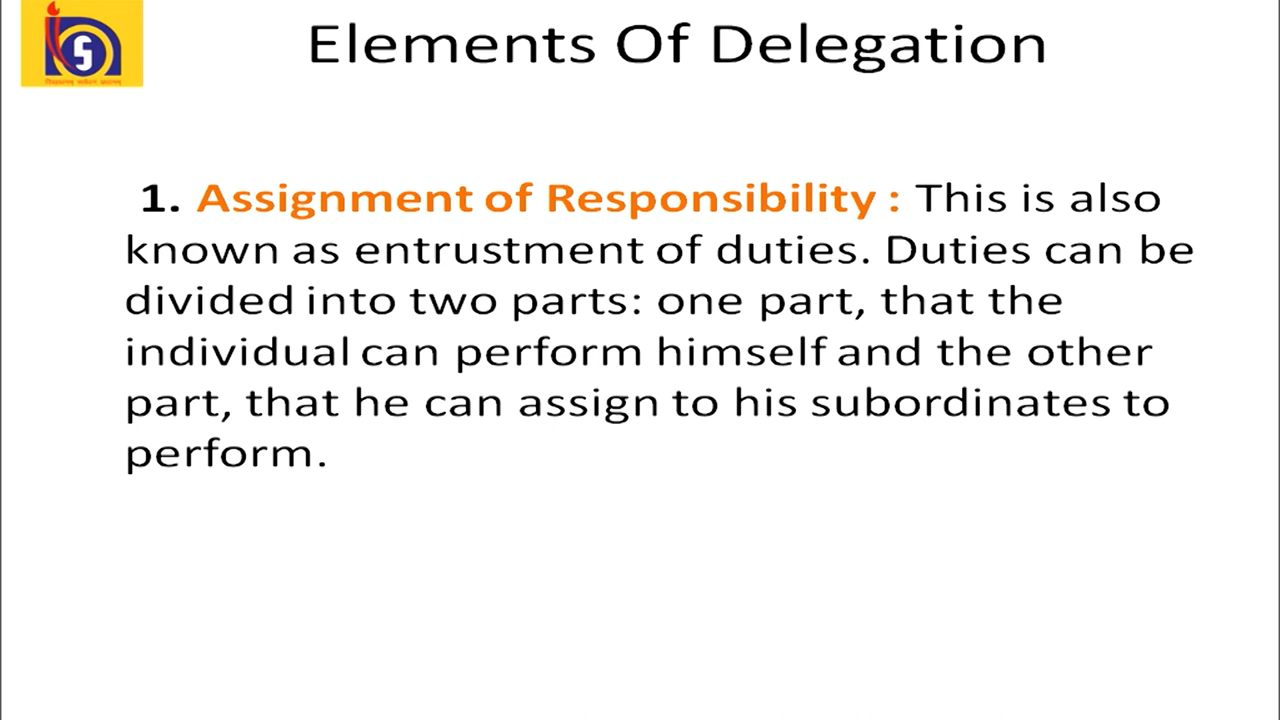 Elements Of Delegation
1. Assignment of Responsibility : This is also
known as entrustment of duties. Duties can be
divided into two parts: one part, that the
individual can perform himself and the other
part, that he can assign to his subordinates to
perform.